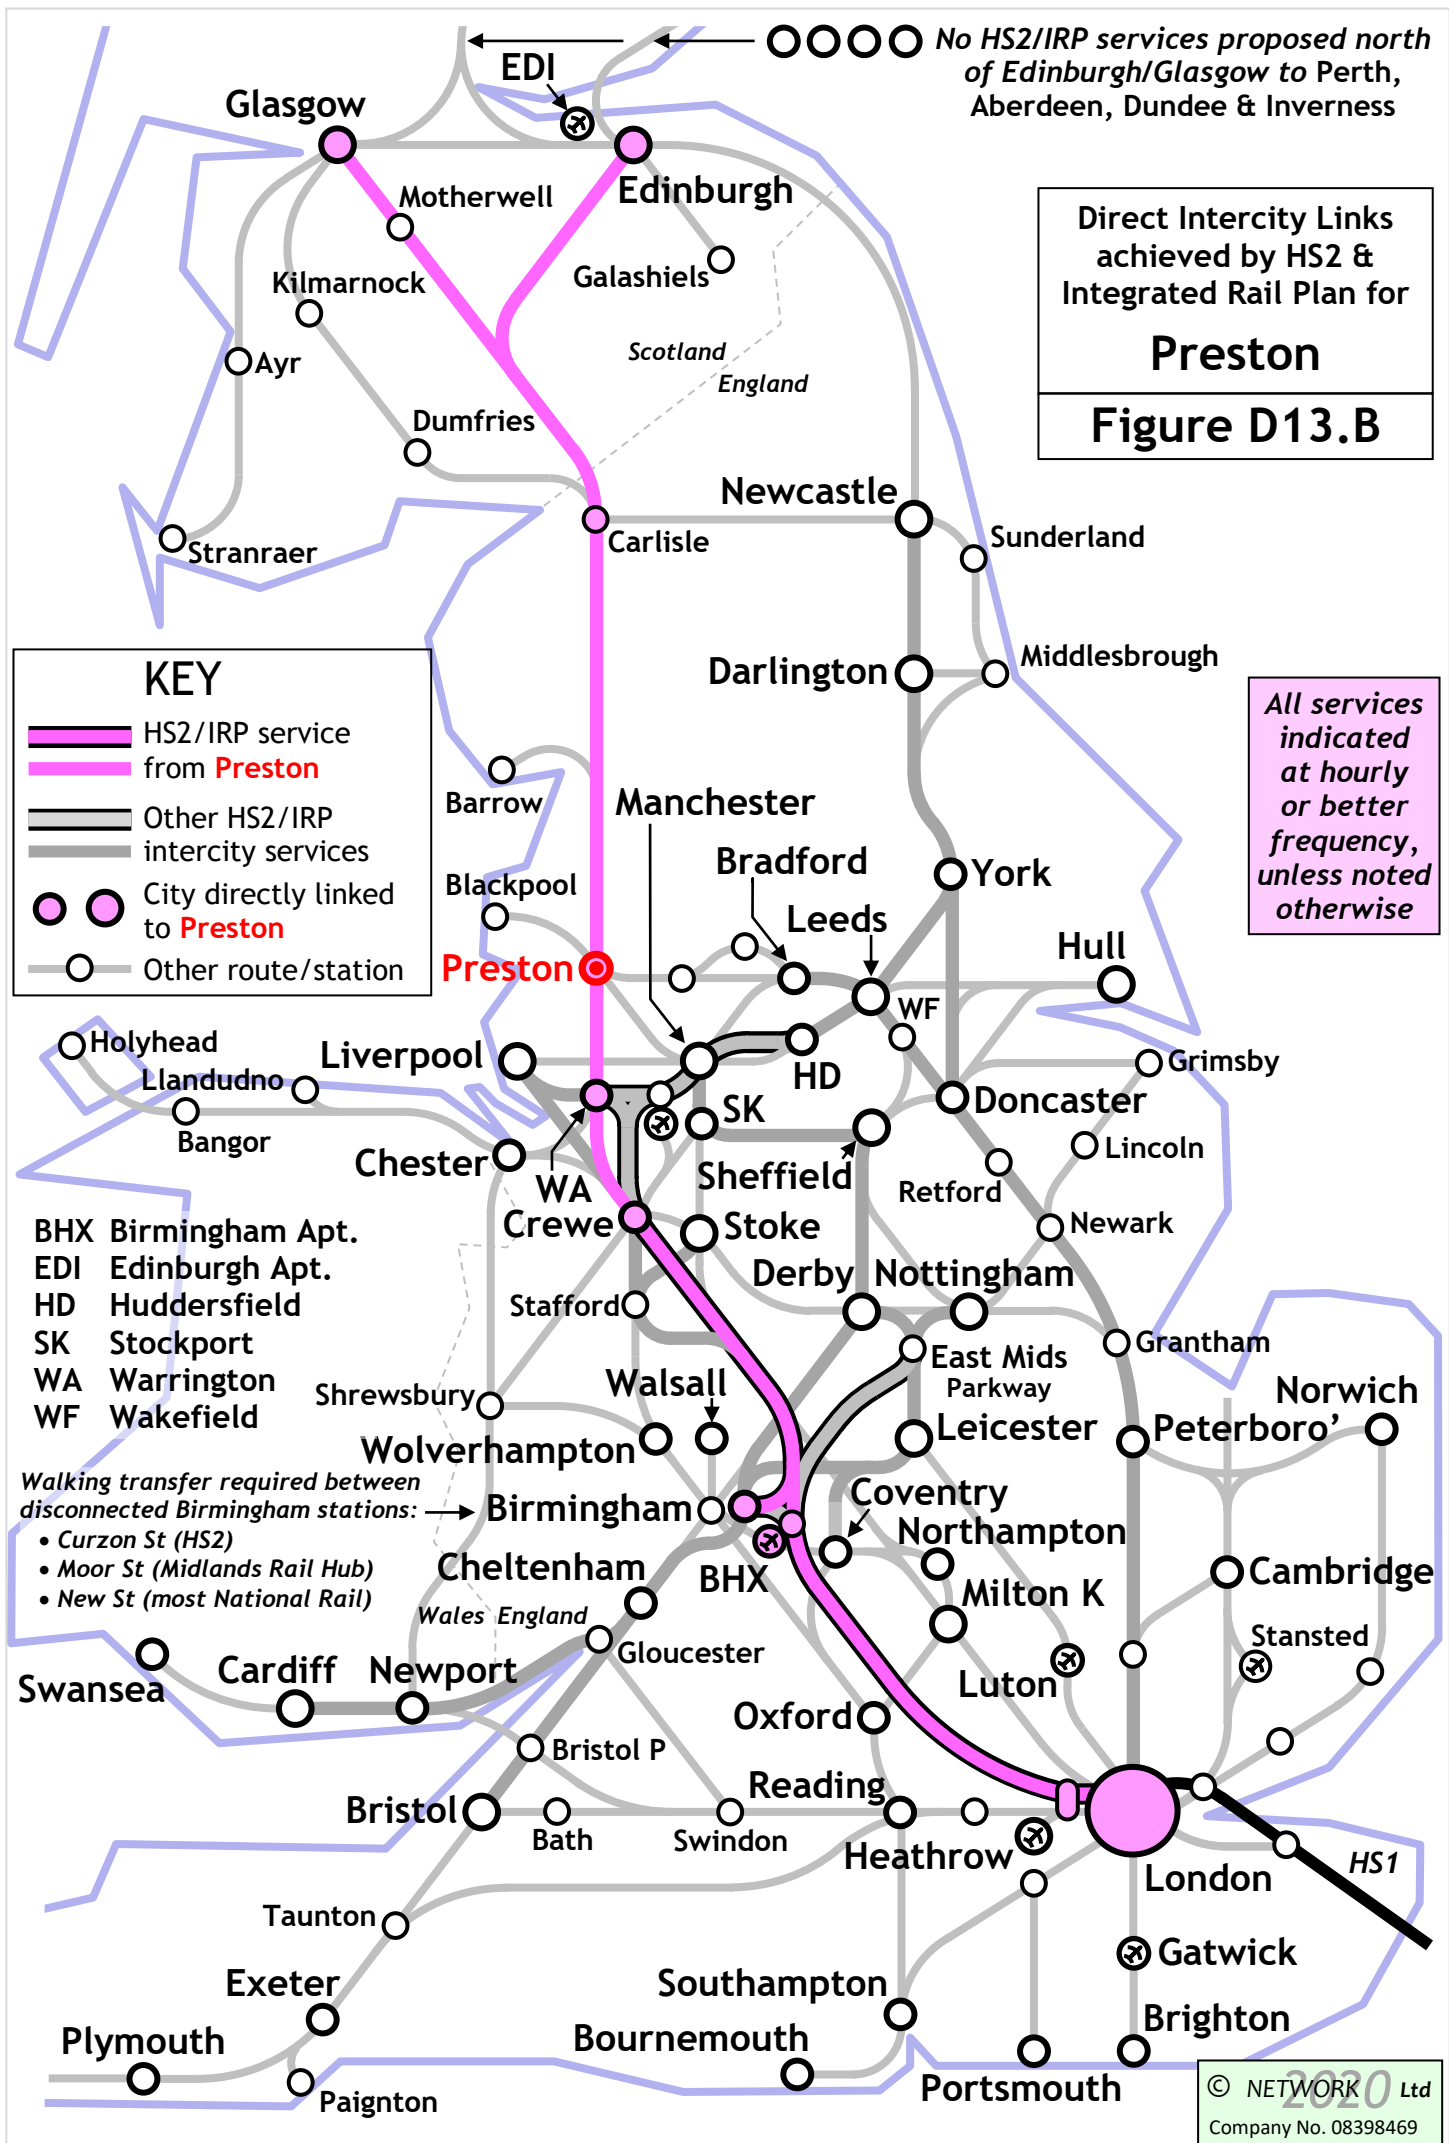 No HS2/IRP services proposed north
of Edinburgh/Glasgow to Perth,
Aberdeen, Dundee & Inverness
EDI
Glasgow
Edinburgh
Motherwell
Galashiels
Kilmarnock
Ayr
Scotland
England
Dumfries
Direct Intercity Links
achieved by HS2 &
Integrated Rail Plan for
Preston
Figure D13.B
Newcastle
Carlisle
Sunderland
Stranraer
Darlington
Middlesbrough
KEY
HS2/IRP service
from Preston
Other HS2/IRP
intercity services
City directly linked
to Preston
Other route/station
All services
indicated
at hourly
or better
frequency,
unless noted
otherwise
Barrow
Manchester
Bradford
York
Blackpool
Leeds
Hull
Preston
WF
Holyhead
Llandudno
Bangor
Liverpool
HD
Grimsby
SK
Doncaster
Lincoln
Chester
WA
Sheffield
Retford
Crewe
Stoke
Newark
BHX Birmingham Apt.
EDI Edinburgh Apt.
HD Huddersfield
SK Stockport
WA Warrington
WF Wakefield
Derby
Nottingham
Stafford
Grantham
East Mids
Parkway
Shrewsbury
Walsall
Norwich
Wolverhampton
Leicester
Peterboro’
Walking transfer required between
disconnected Birmingham stations:
• Curzon St (HS2)
• Moor St (Midlands Rail Hub)
• New St (most National Rail)
Birmingham
Coventry
Northampton
Cheltenham
BHX
Cambridge
Milton K
Wales England
Gloucester
Stansted
Swansea
Cardiff
Newport
Luton
Oxford
Bristol P
Reading
Bristol
Bath
Swindon
Heathrow
London
HS1
Taunton
Gatwick
Exeter
Southampton
Brighton
Plymouth
Bournemouth
Paignton
Portsmouth
© NETWORK 2020 Ltd
Company No. 08398469